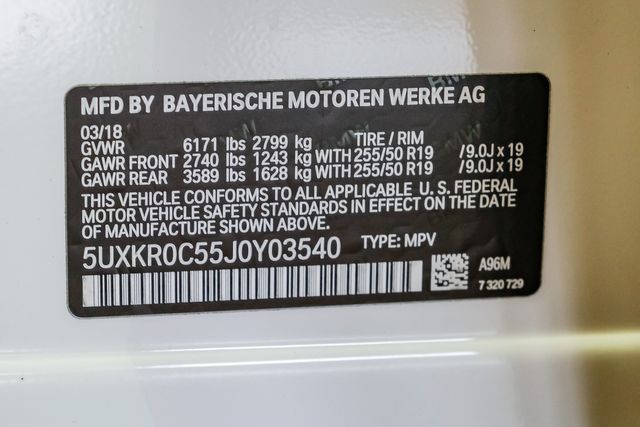 MFD BY BAYERISCHE MOTOREN WERKE AG
03/18 TIRE / RIM
GVWR 6171 lbs 2799 kg
GAWR FRONT 2740 lbs 1243 kg WITH 255/50 R19 /9.0J x 19
GAWR REAR 3589 lbs 1628 kg WITH 255/50 R19 /9.0J x 19
THIS VEHICLE CONFORMS TO ALL APPLICABLE U. S. FEDERAL
MOTOR VEHICLE SAFETY STANDARDS IN EFFECT ON THE DATE
OF MANUFACTURE SHOWN ABOVE.
5UXKR0C55J0Y03540 TYPE: MPV
A96M
7 320 729